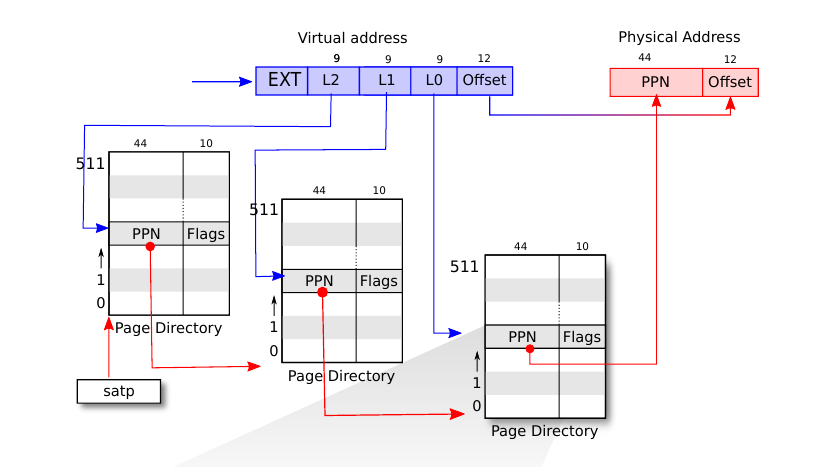 Virtual address
Physical Address
9 9 9 12
44 12
EXT L2 L1 L0 Offset
PPN Offset
44 10
511
PPN Flags
1
0
Page Directory
satp
44 10
511
PPN Flags
1
0
Page Directory
44 10
511
PPN Flags
1
0
Page Directory